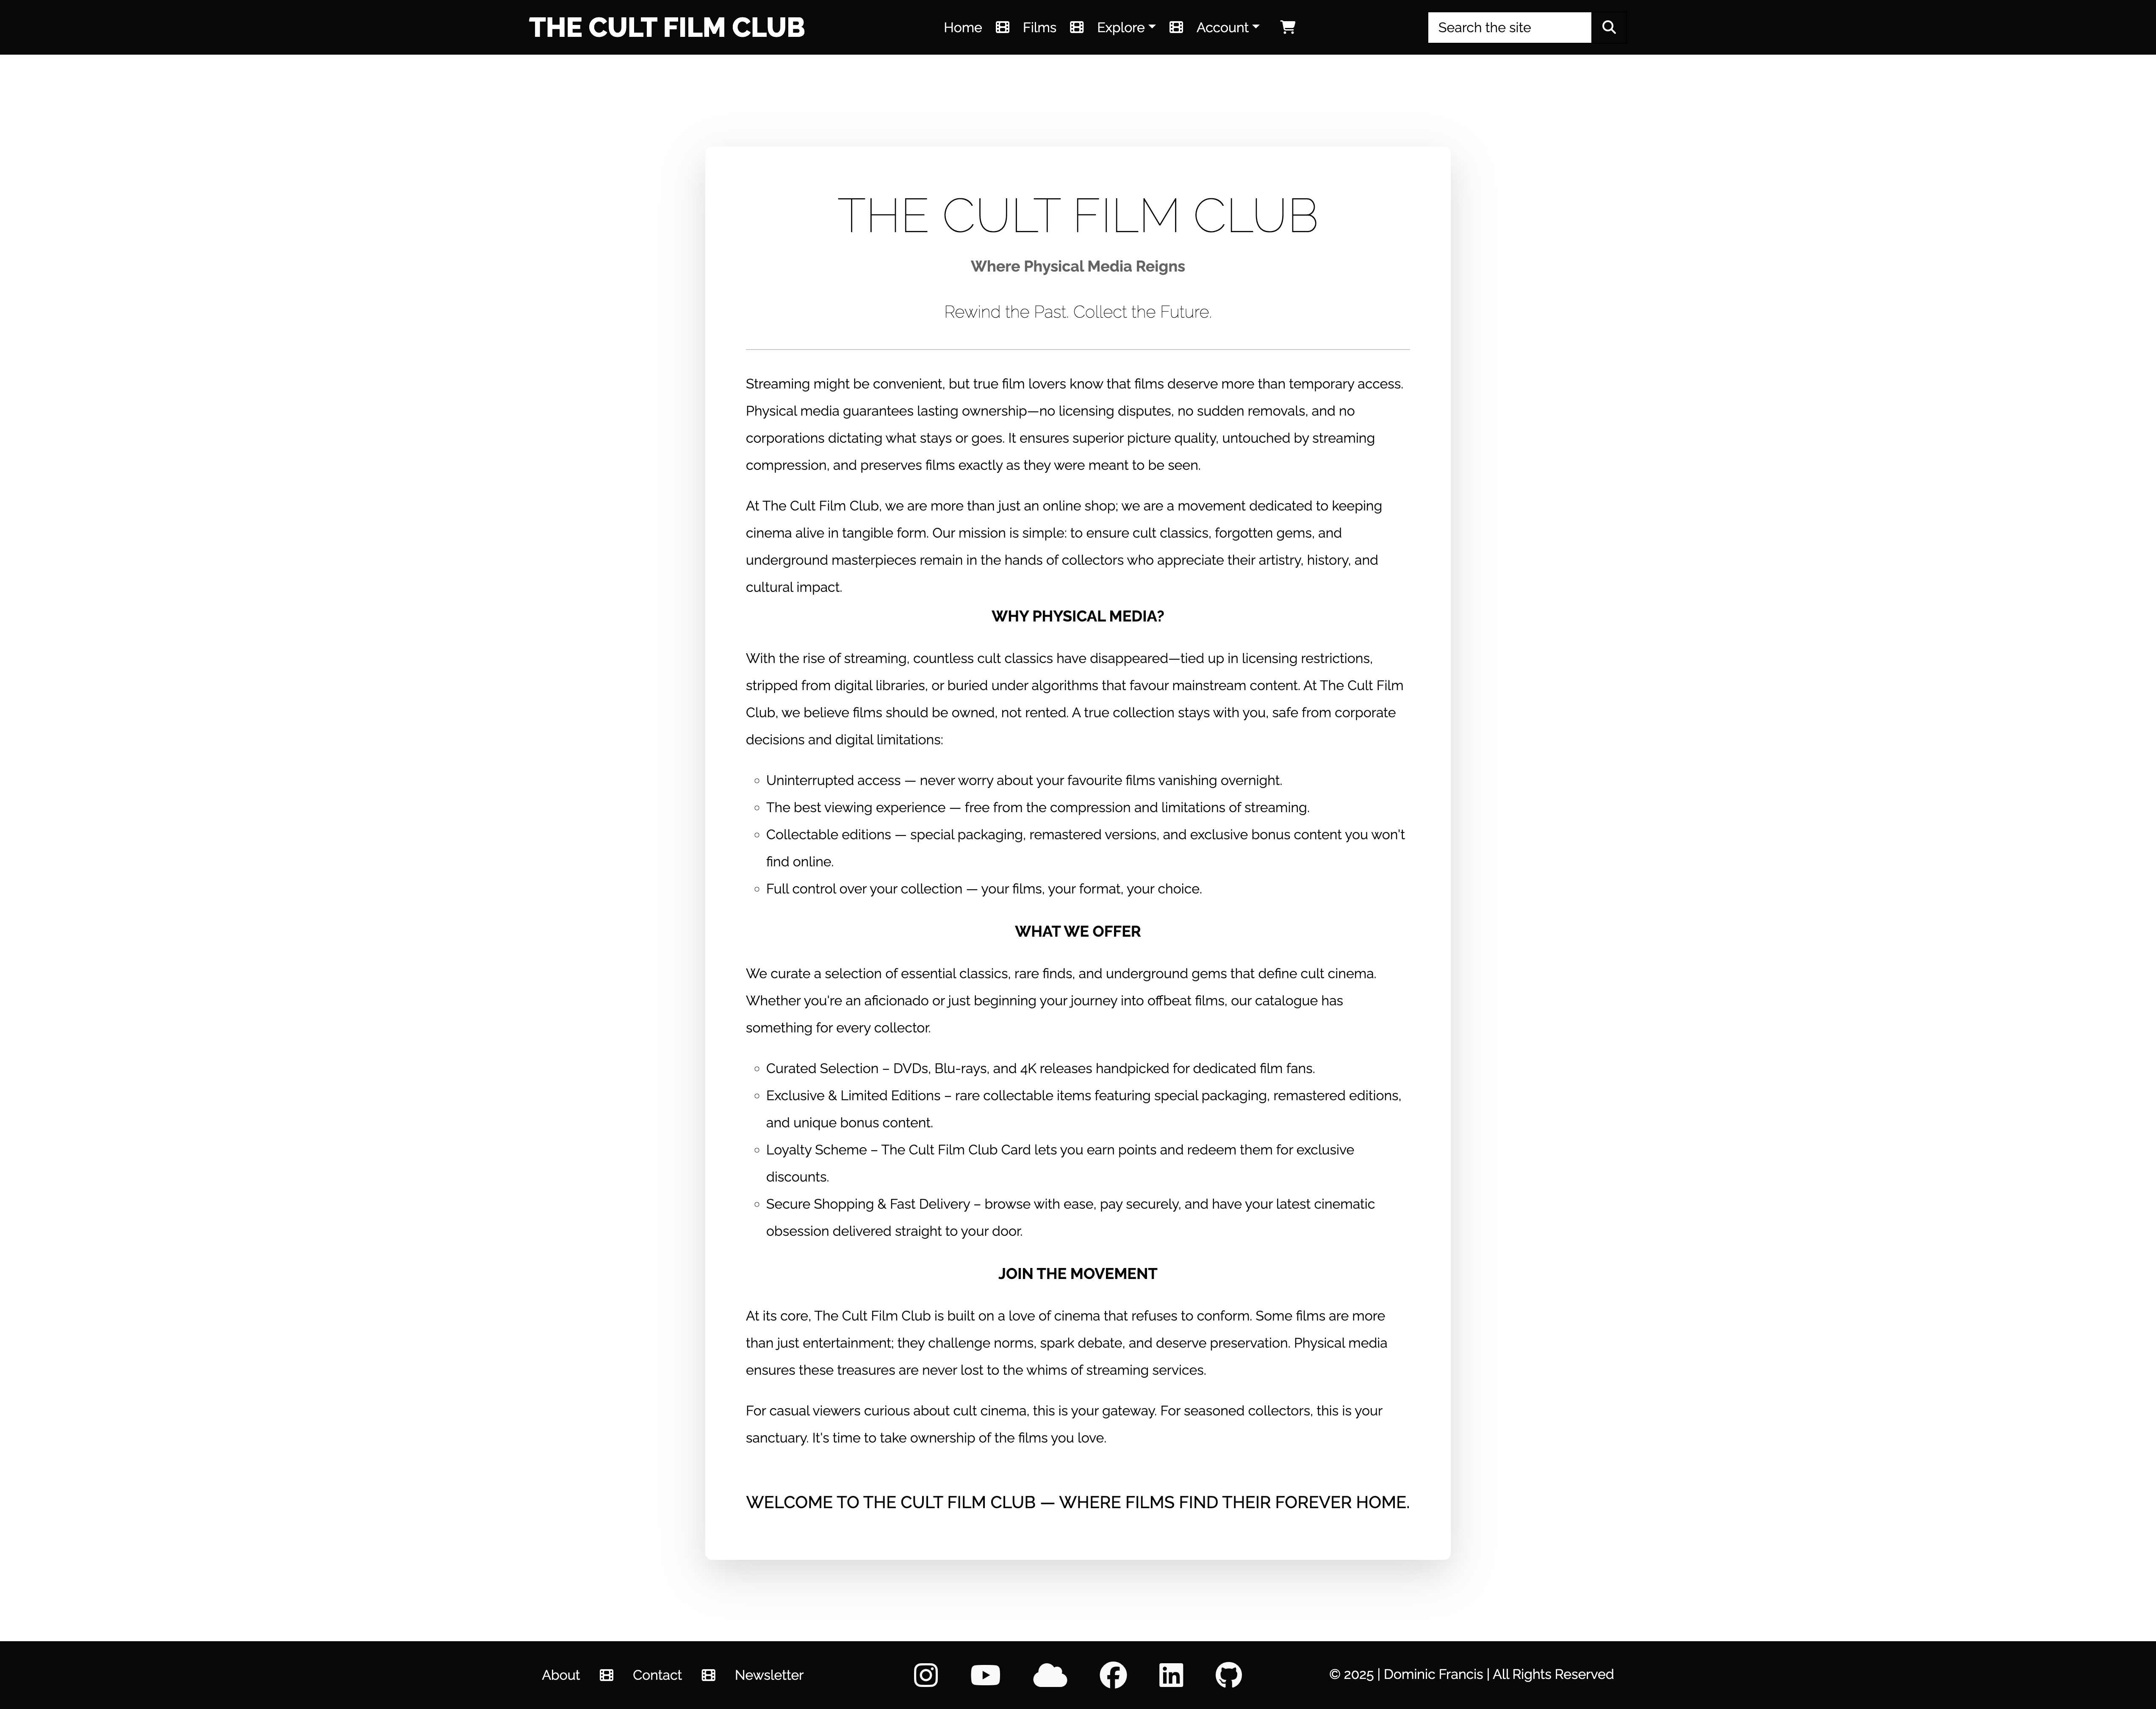 THE CULT FILM CLUB
Home Films Explore Account
Search the site
THE CULT FILM CLUB
Where Physical Media Reigns
Rewind the Past. Collect the Future.
Streaming might be convenient, but true film lovers know that films deserve more than temporary access.
Physical media guarantees lasting ownership—no licensing disputes, no sudden removals, and no
corporations dictating what stays or goes. It ensures superior picture quality, untouched by streaming
compression, and preserves films exactly as they were meant to be seen.
At The Cult Film Club, we are more than just an online shop; we are a movement dedicated to keeping
cinema alive in tangible form. Our mission is simple: to ensure cult classics, forgotten gems, and
underground masterpieces remain in the hands of collectors who appreciate their artistry, history, and
cultural impact.
WHY PHYSICAL MEDIA?
With the rise of streaming, countless cult classics have disappeared—tied up in licensing restrictions,
stripped from digital libraries, or buried under algorithms that favour mainstream content. At The Cult Film
Club, we believe films should be owned, not rented. A true collection stays with you, safe from corporate
decisions and digital limitations:
Uninterrupted access — never worry about your favourite films vanishing overnight.
The best viewing experience — free from the compression and limitations of streaming.
Collectable editions — special packaging, remastered versions, and exclusive bonus content you won't
find online.
Full control over your collection — your films, your format, your choice.
WHAT WE OFFER
We curate a selection of essential classics, rare finds, and underground gems that define cult cinema.
Whether you're an aficionado or just beginning your journey into offbeat films, our catalogue has
something for every collector.
Curated Selection – DVDs, Blu-rays, and 4K releases handpicked for dedicated film fans.
Exclusive & Limited Editions – rare collectable items featuring special packaging, remastered editions,
and unique bonus content.
Loyalty Scheme – The Cult Film Club Card lets you earn points and redeem them for exclusive
discounts.
Secure Shopping & Fast Delivery – browse with ease, pay securely, and have your latest cinematic
obsession delivered straight to your door.
JOIN THE MOVEMENT
At its core, The Cult Film Club is built on a love of cinema that refuses to conform. Some films are more
than just entertainment; they challenge norms, spark debate, and deserve preservation. Physical media
ensures these treasures are never lost to the whims of streaming services.
For casual viewers curious about cult cinema, this is your gateway. For seasoned collectors, this is your
sanctuary. It's time to take ownership of the films you love.
WELCOME TO THE CULT FILM CLUB — WHERE FILMS FIND THEIR FOREVER HOME.
About Contact Newsletter
© 2025 | Dominic Francis | All Rights Reserved